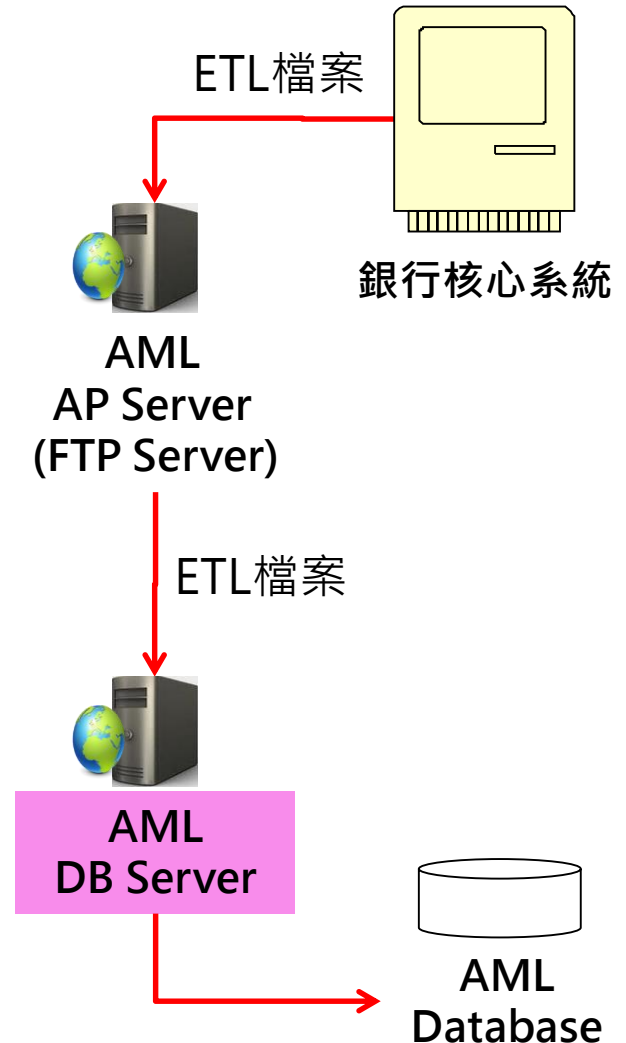 ETL檔案
銀行核心系統
AML
AP Server
(FTP Server)
ETL檔案
AML
DB Server
AML
Database